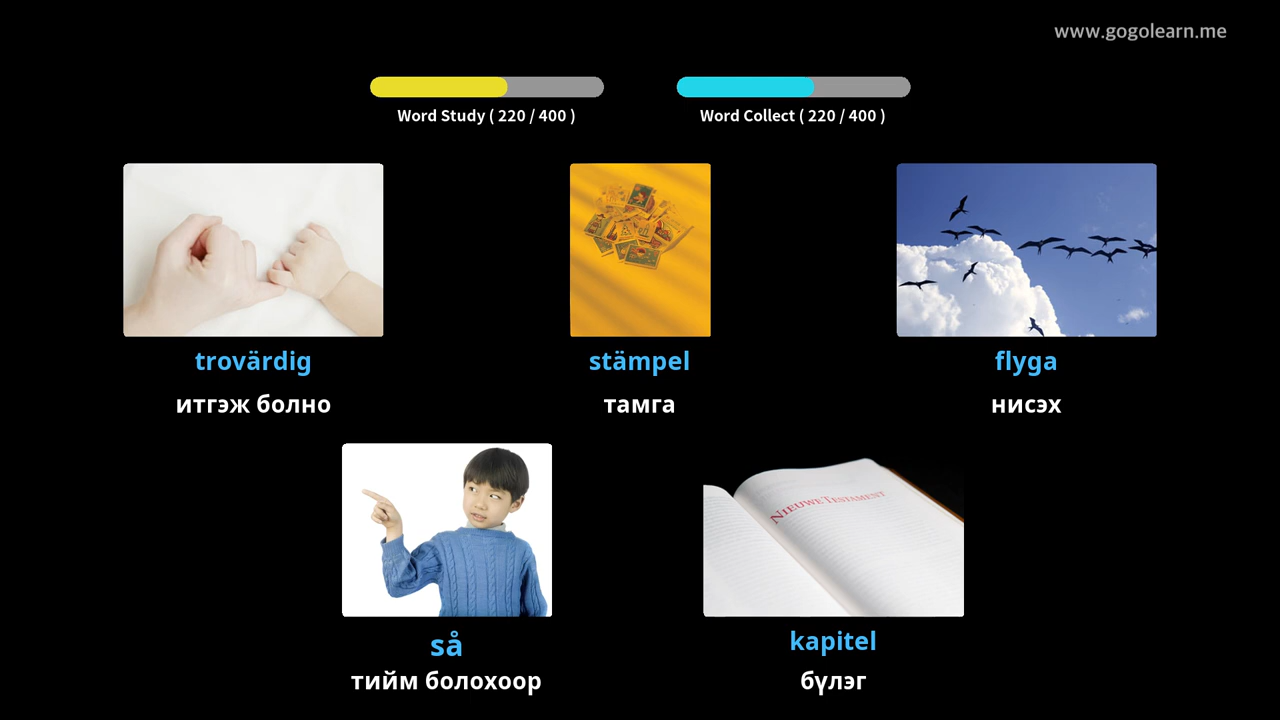 www.gogolearn.me
Word Study ( 220 / 400 )
Word Collect ( 220 / 400 )
trovärdig
stämpel
flyga
итгэж болно
тамга
нисэх
NIEUWE TESTAMENT
så
kapitel
тийм болохоор
бүлэг